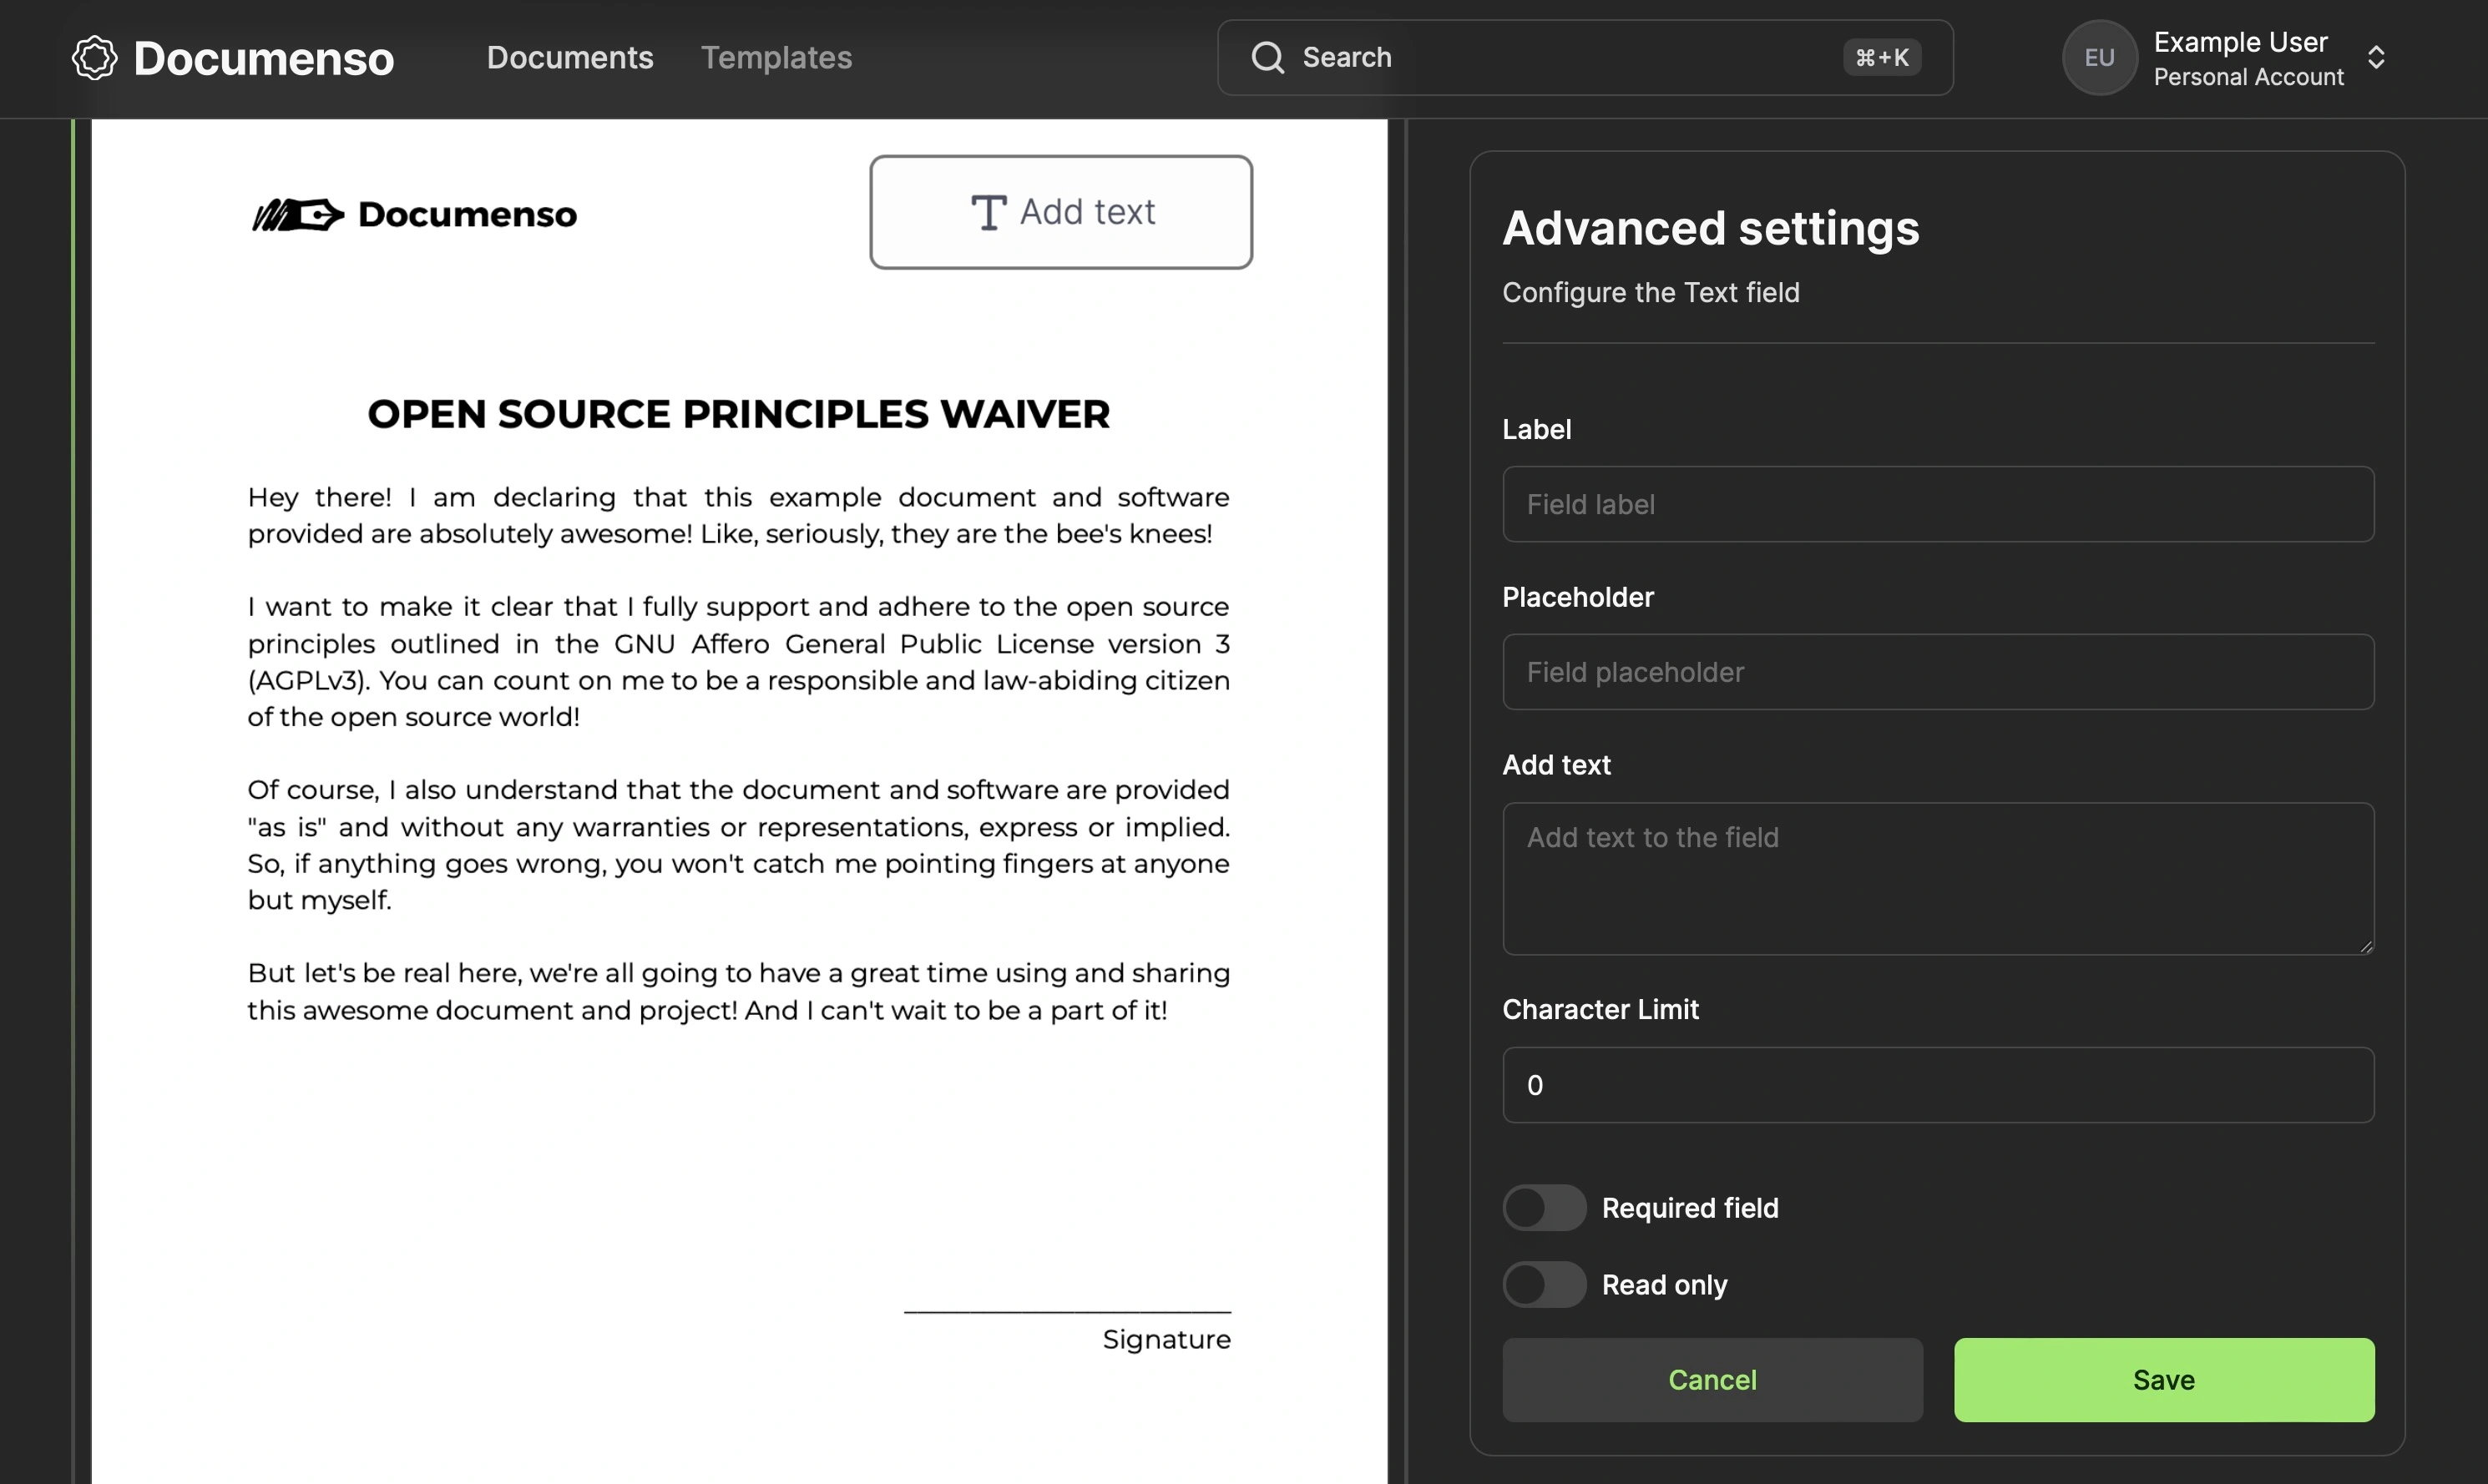 Documenso
Documents
Templates
Search
⌘+K
EU
Example User
Personal Account
Documenso
Add text
OPEN SOURCE PRINCIPLES WAIVER
Hey there! I am declaring that this example document and software
provided are absolutely awesome! Like, seriously, they are the bee's knees!
I want to make it clear that I fully support and adhere to the open source
principles outlined in the GNU Affero General Public License version 3
(AGPLv3). You can count on me to be a responsible and law-abiding citizen
of the open source world!
Of course, I also understand that the document and software are provided
"as is" and without any warranties or representations, express or implied.
So, if anything goes wrong, you won't catch me pointing fingers at anyone
but myself.
But let's be real here, we're all going to have a great time using and sharing
this awesome document and project! And I can't wait to be a part of it!
Signature
Advanced settings
Configure the Text field
Label
Field label
Placeholder
Field placeholder
Add text
Add text to the field
Character Limit
0
Required field
Read only
Cancel
Save